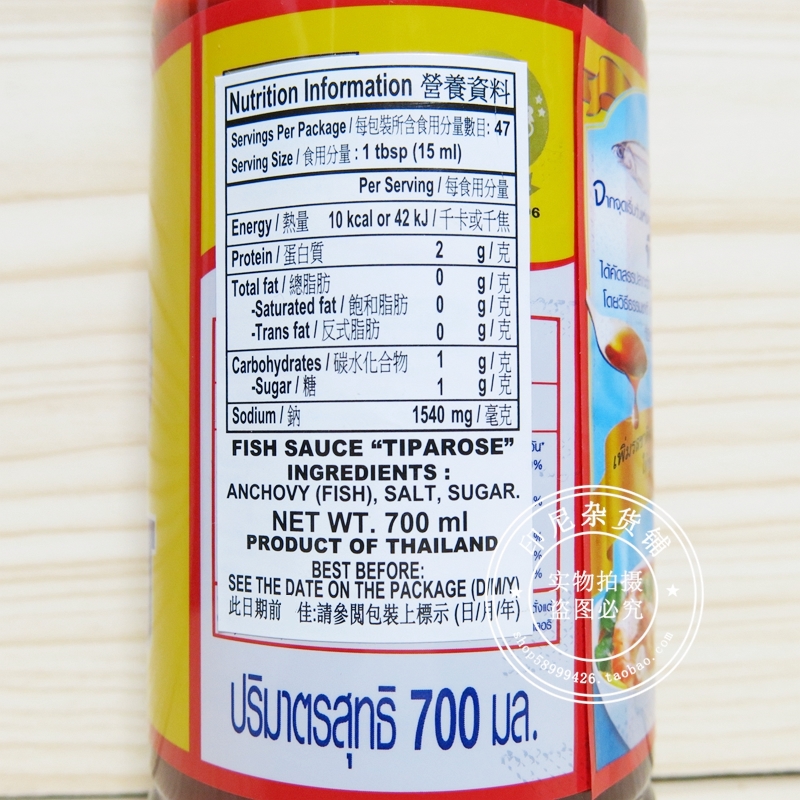 Nutrition Information 營養資料
Servings Per Package / 每包裝所含食用分量數目: 47
Serving Size / 食用分量 : 1 tbsp (15 ml)
Per Serving / 每食用分量
Energy / 熱量 10 kcal or 42 kJ / 千卡或千焦
Protein / 蛋白質 2 g / 克
Total fat / 總脂肪 0 g / 克
-Saturated fat / 飽和脂肪 0 g / 克
-Trans fat / 反式脂肪 0 g / 克
Carbohydrates / 碳水化合物 1 g / 克
-Sugar / 糖 1 g / 克
Sodium / 鈉 1540 mg / 毫克
FISH SAUCE “TIPAROSE”
INGREDIENTS :
ANCHOVY (FISH), SALT, SUGAR.
NET WT. 700 ml
PRODUCT OF THAILAND
BEST BEFORE:
SEE THE DATE ON THE PACKAGE (D/M/Y)
此日期前 佳:請參閱包裝上標示 (日/月/年)
ปริมาตรสุทธิ 700 มล.
印尼杂货铺
实物拍摄
盗图必究
shop58999426.taobao.com